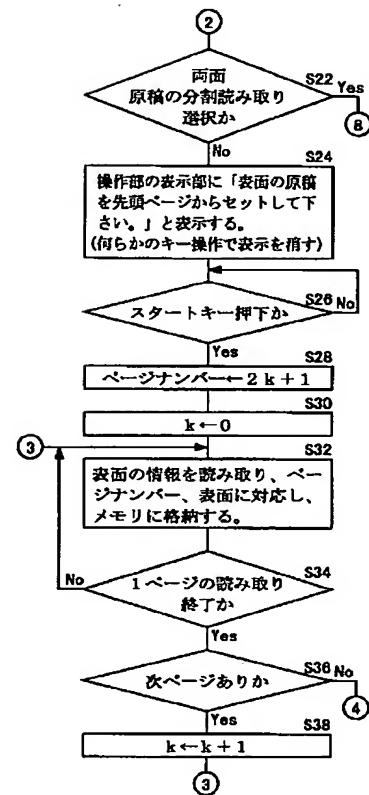 2
両面
原稿の分割読み取り
選択か
S22
Yes
8
No
S24
操作部の表示部に「表面の原稿
を先頭ページからセットして下
さい。」と表示する。
(何らかのキー操作で表示を消す)
S26
スタートキー押下か
No
Yes
S28
ページナンバー←2k+1
S30
k←0
3
S32
表面の情報を読み取り、ペー
ジナンバー、表面に対応し、
メモリに格納する。
S34
No
1ページの読み取り
終了か
Yes
S36
次ページありか
No
4
Yes
S38
k←k+1
3